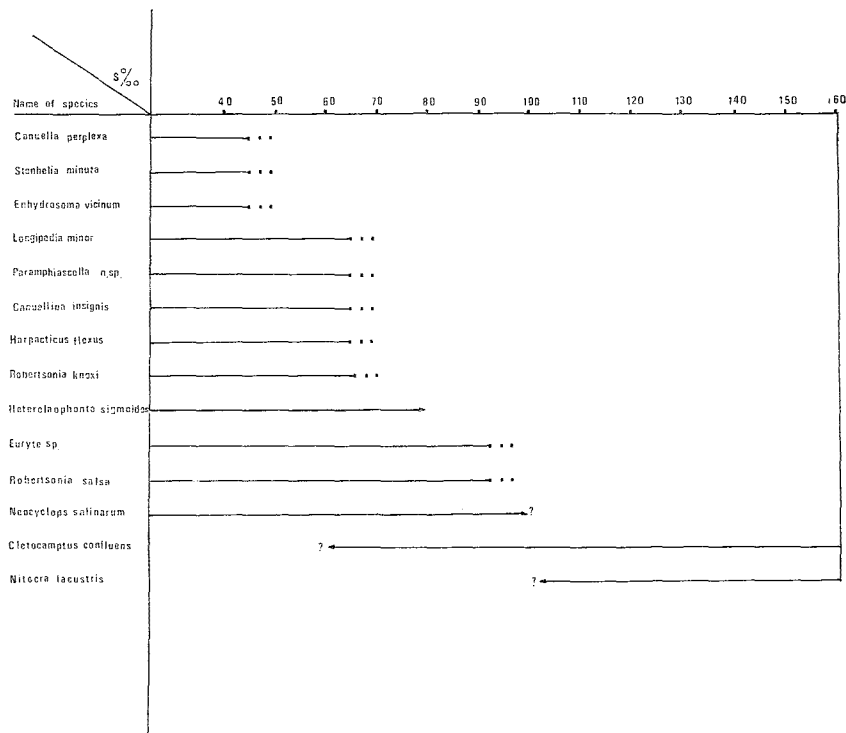 S‰
Name of species 40 50 60 70 80 90 100 110 120 130 140 150 160
Canuella perplexa
Stenhelia minuta
Enhydrosoma vicinum
Longipedia minor
Paramphiascella n.sp.
Canuellina insignis
Harpacticus flexus
Robertsonia knoxi
Heterolaophonte sigmoides
Euryte sp.
Robertsonia salsa
Neocyclops salinarum ?
Cletocamptus confluens ?
Nitocra lacustris ?